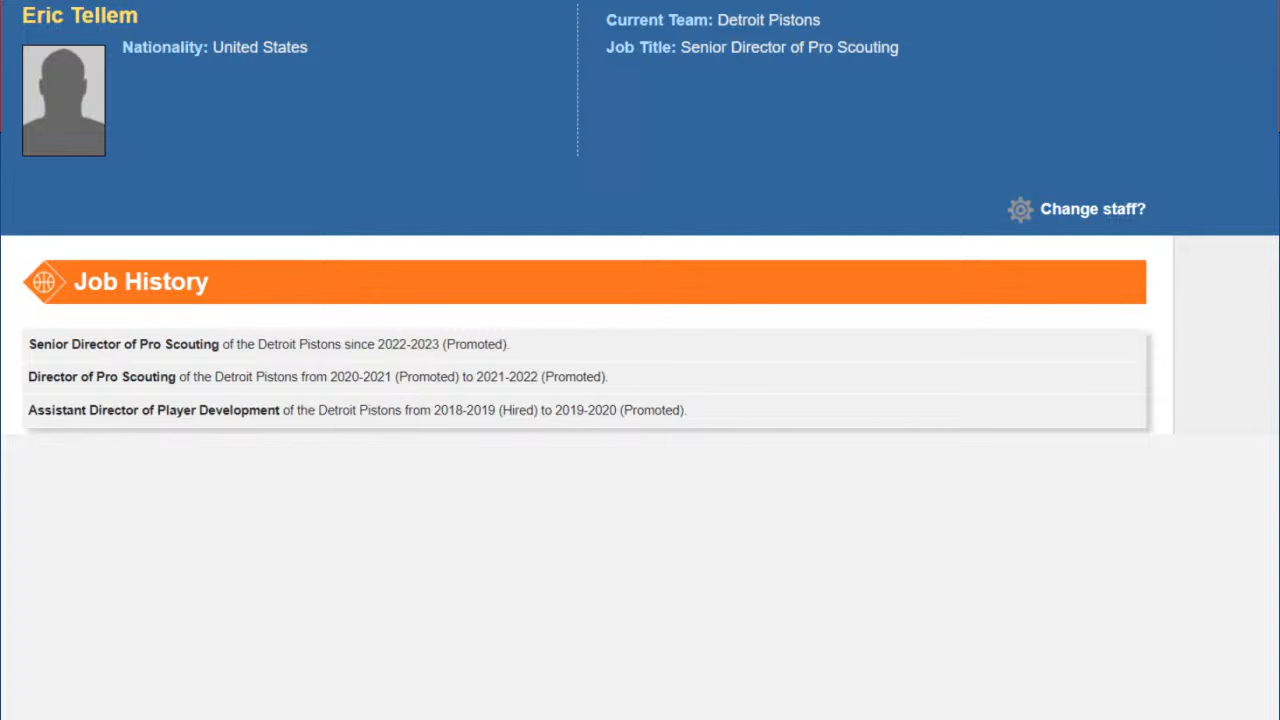 Eric Tellem
Nationality: United States
Current Team: Detroit Pistons
Job Title: Senior Director of Pro Scouting
Change staff?
Job History
Senior Director of Pro Scouting of the Detroit Pistons since 2022-2023 (Promoted).
Director of Pro Scouting of the Detroit Pistons from 2020-2021 (Promoted) to 2021-2022 (Promoted).
Assistant Director of Player Development of the Detroit Pistons from 2018-2019 (Hired) to 2019-2020 (Promoted).